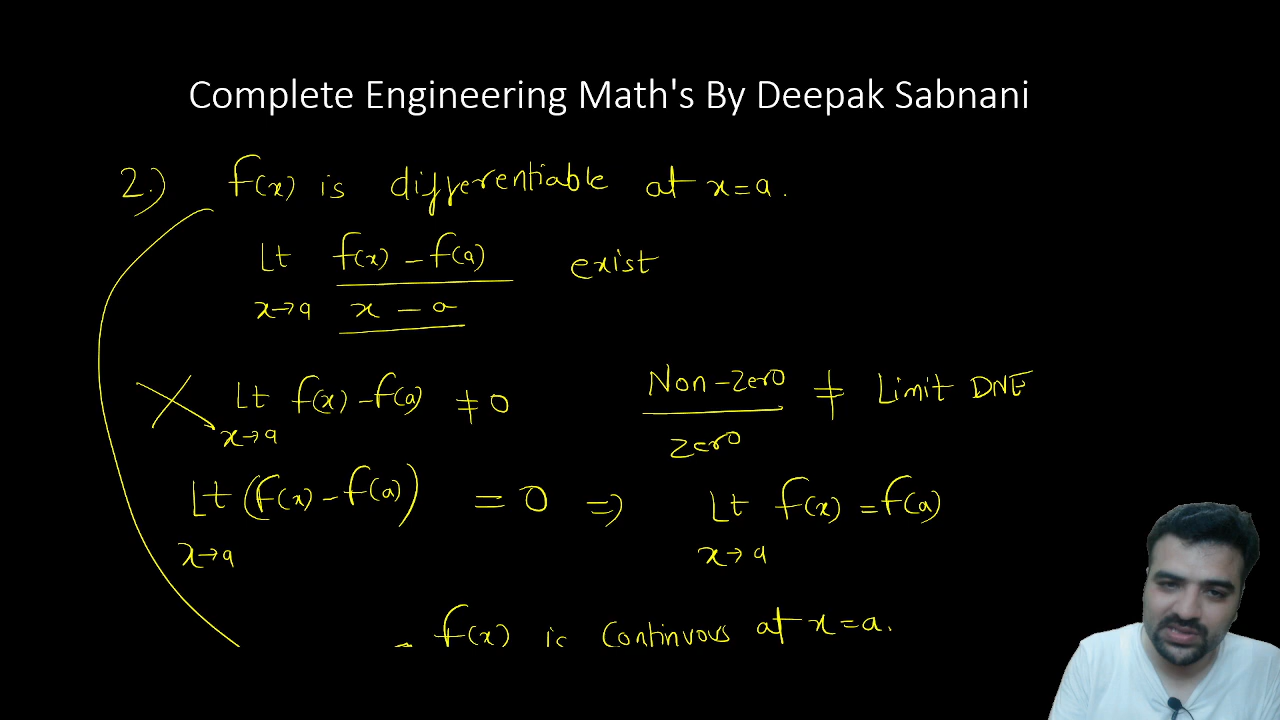 Complete Engineering Math's By Deepak Sabnani
2.) f(x) is differentiable at x=a.
Lt f(x) - f(a) exist
x→a x - a
Lt f(x) - f(a) ≠ 0 Non-Zero ≠ Limit DNE
x→a Zero
Lt (f(x) - f(a)) = 0 ⇒ Lt f(x) = f(a)
x→a x→a
f(x) is Continuous at x=a.